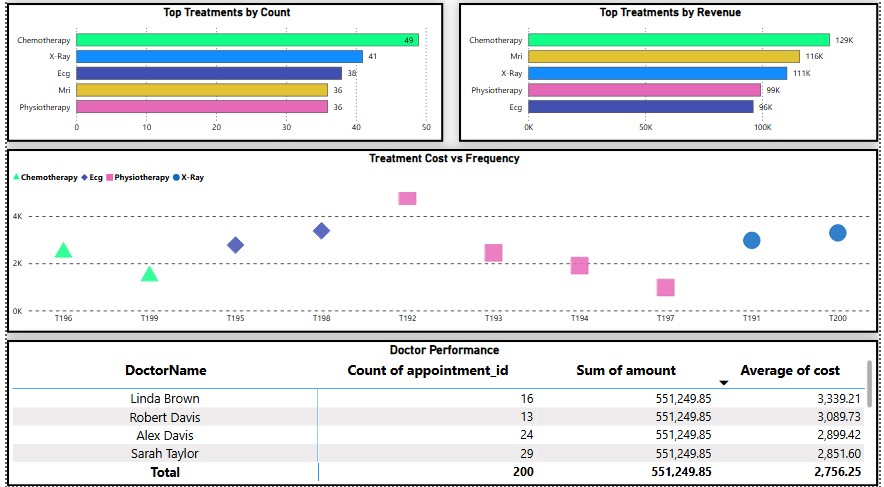 Top Treatments by Count
Chemotherapy 49
X-Ray 41
Ecg 38
Mri 36
Physiotherapy 36
0 10 20 30 40 50
Top Treatments by Revenue
Chemotherapy 129K
Mri 116K
X-Ray 111K
Physiotherapy 99K
Ecg 96K
0K 50K 100K
Treatment Cost vs Frequency
Chemotherapy Ecg Physiotherapy X-Ray
4K
2K
0K
T196 T199 T195 T198 T192 T193 T194 T197 T191 T200
Doctor Performance
DoctorName Count of appointment_id Sum of amount Average of cost
Linda Brown 16 551,249.85 3,339.21
Robert Davis 13 551,249.85 3,089.73
Alex Davis 24 551,249.85 2,899.42
Sarah Taylor 29 551,249.85 2,851.60
Total 200 551,249.85 2,756.25